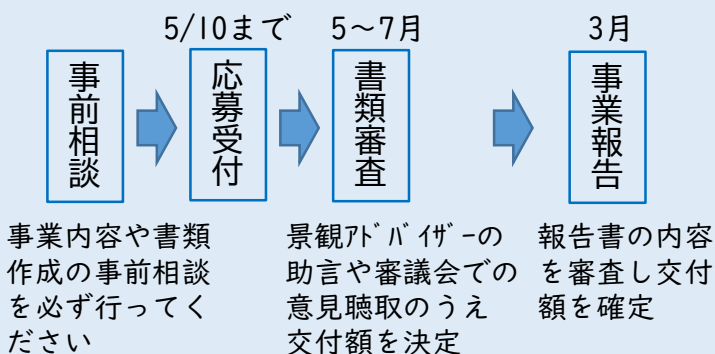 5/10まで
5～7月
3月
事前相談
応募受付
書類審査
事業報告
事業内容や書類
作成の事前相談
を必ず行ってく
ださい
景観ｱﾄﾞﾊﾞｲｻﾞｰの
助言や審議会での
意見聴取のうえ
交付額を決定
報告書の内容
を審査し交付
額を確定